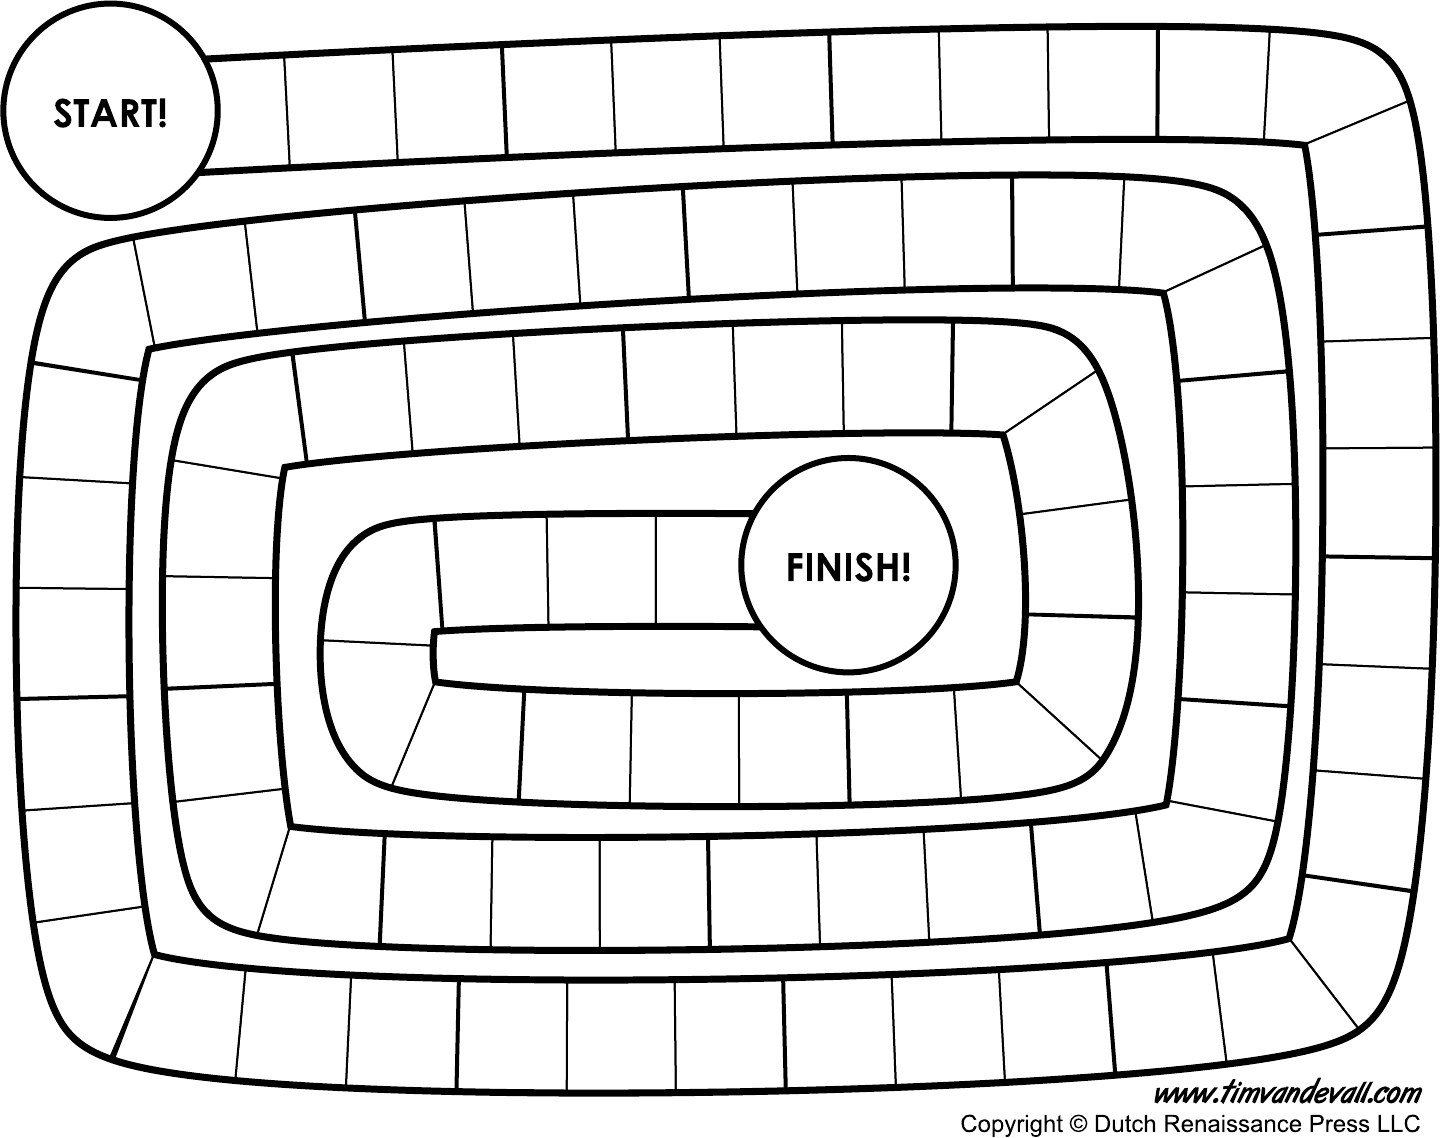 START!
FINISH!
www.timvandevall.com
Copyright © Dutch Renaissance Press LLC